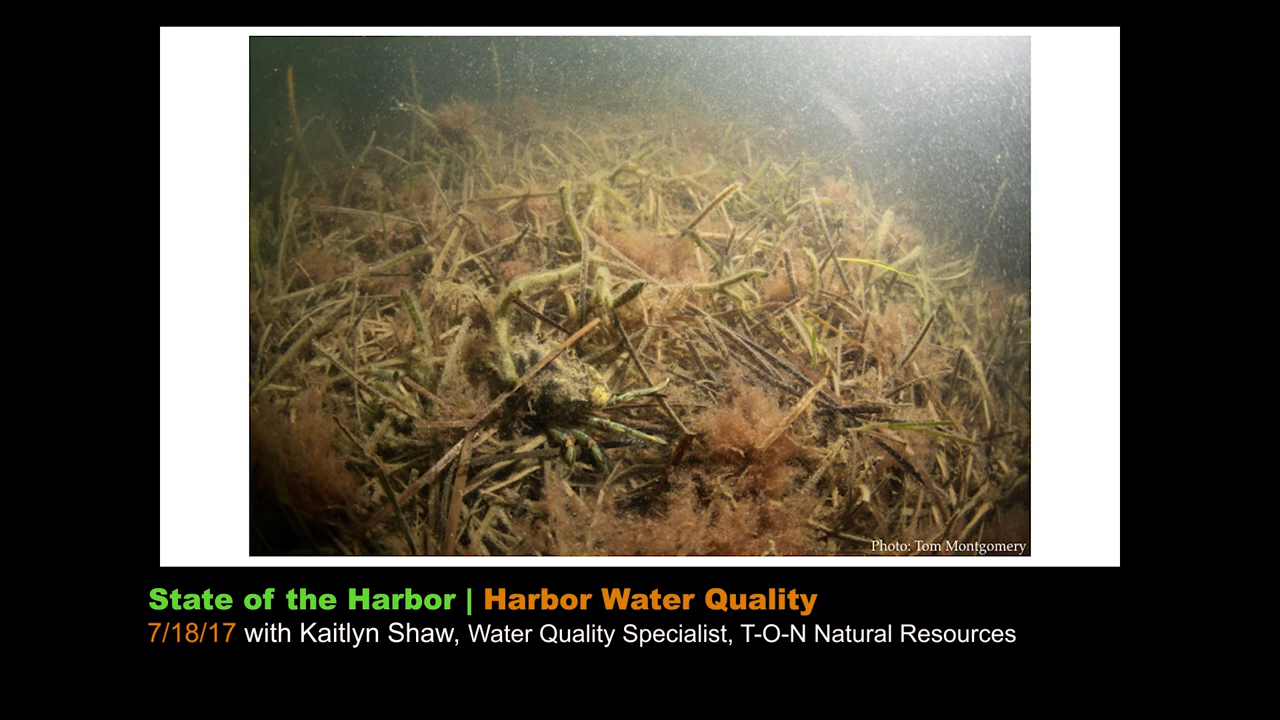 Photo: Tom Montgomery
State of the Harbor | Harbor Water Quality
7/18/17 with Kaitlyn Shaw, Water Quality Specialist, T-O-N Natural Resources